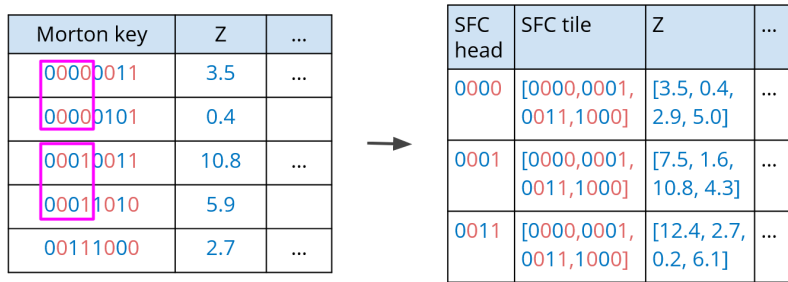 Morton key Z ...
00000011 3.5 ...
00000101 0.4
00010011 10.8 ...
00011010 5.9
00111000 2.7 ...
SFC head SFC tile Z ...
0000 [0000,0001, [3.5, 0.4, ...
0011,1000] 2.9, 5.0]
0001 [0000,0001, [7.5, 1.6, ...
0011,1000] 10.8, 4.3]
0011 [0000,0001, [12.4, 2.7, ...
0011,1000] 0.2, 6.1]